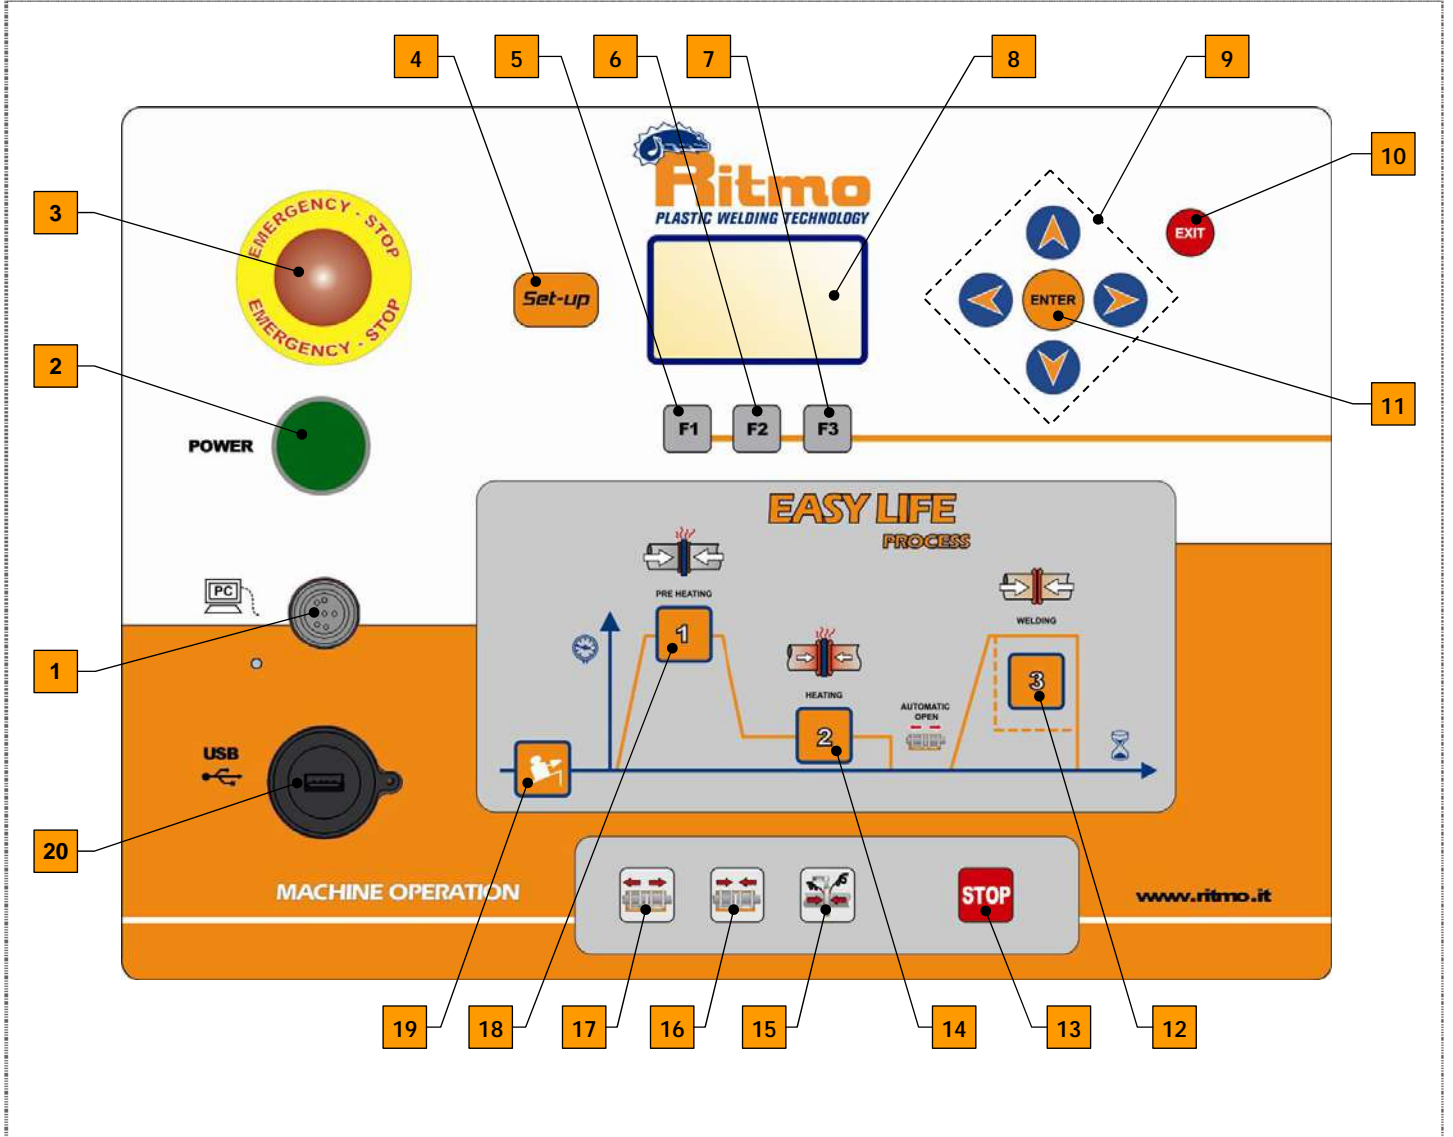 4 5 6 7 8 9
10
3
2
1
20
11
EMERGENCY - STOP
EMERGENCY - STOP
Ritmo
PLASTIC WELDING TECHNOLOGY
Set-up
ENTER
EXIT
POWER
F1 F2 F3
EASY LIFE
PROCESS
PC
PRE HEATING
1
WELDING
3
HEATING
2
AUTOMATIC
OPEN
USB
MACHINE OPERATION
STOP
www.ritmo.it
19 18 17 16 15 14 13 12